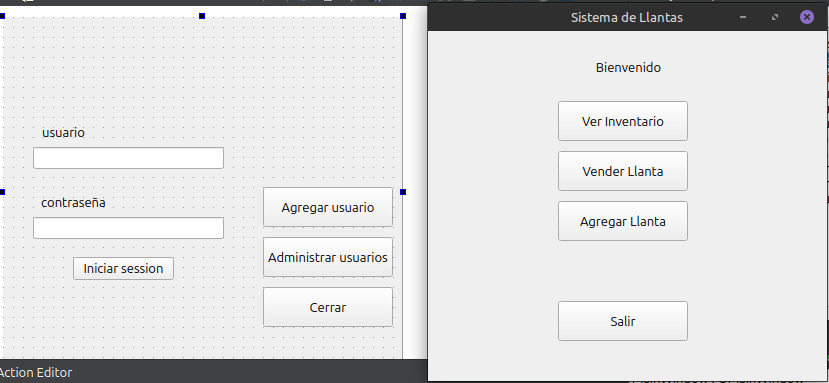 usuario
contraseña
Iniciar session
Agregar usuario
Administrar usuarios
Cerrar
Action Editor
Sistema de Llantas
Bienvenido
Ver Inventario
Vender Llanta
Agregar Llanta
Salir